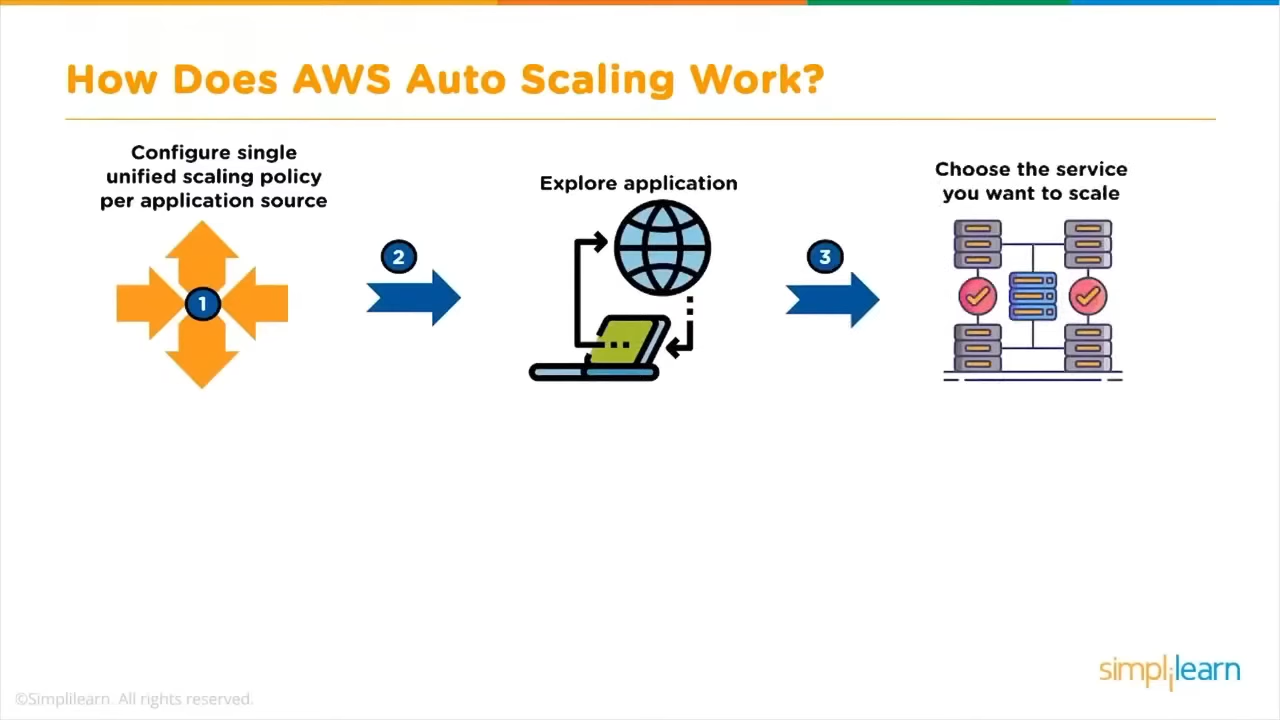 How Does AWS Auto Scaling Work?
Configure single
unified scaling policy
per application source
1
2
Explore application
3
Choose the service
you want to scale
simplilearn
©Simplilearn. All rights reserved.